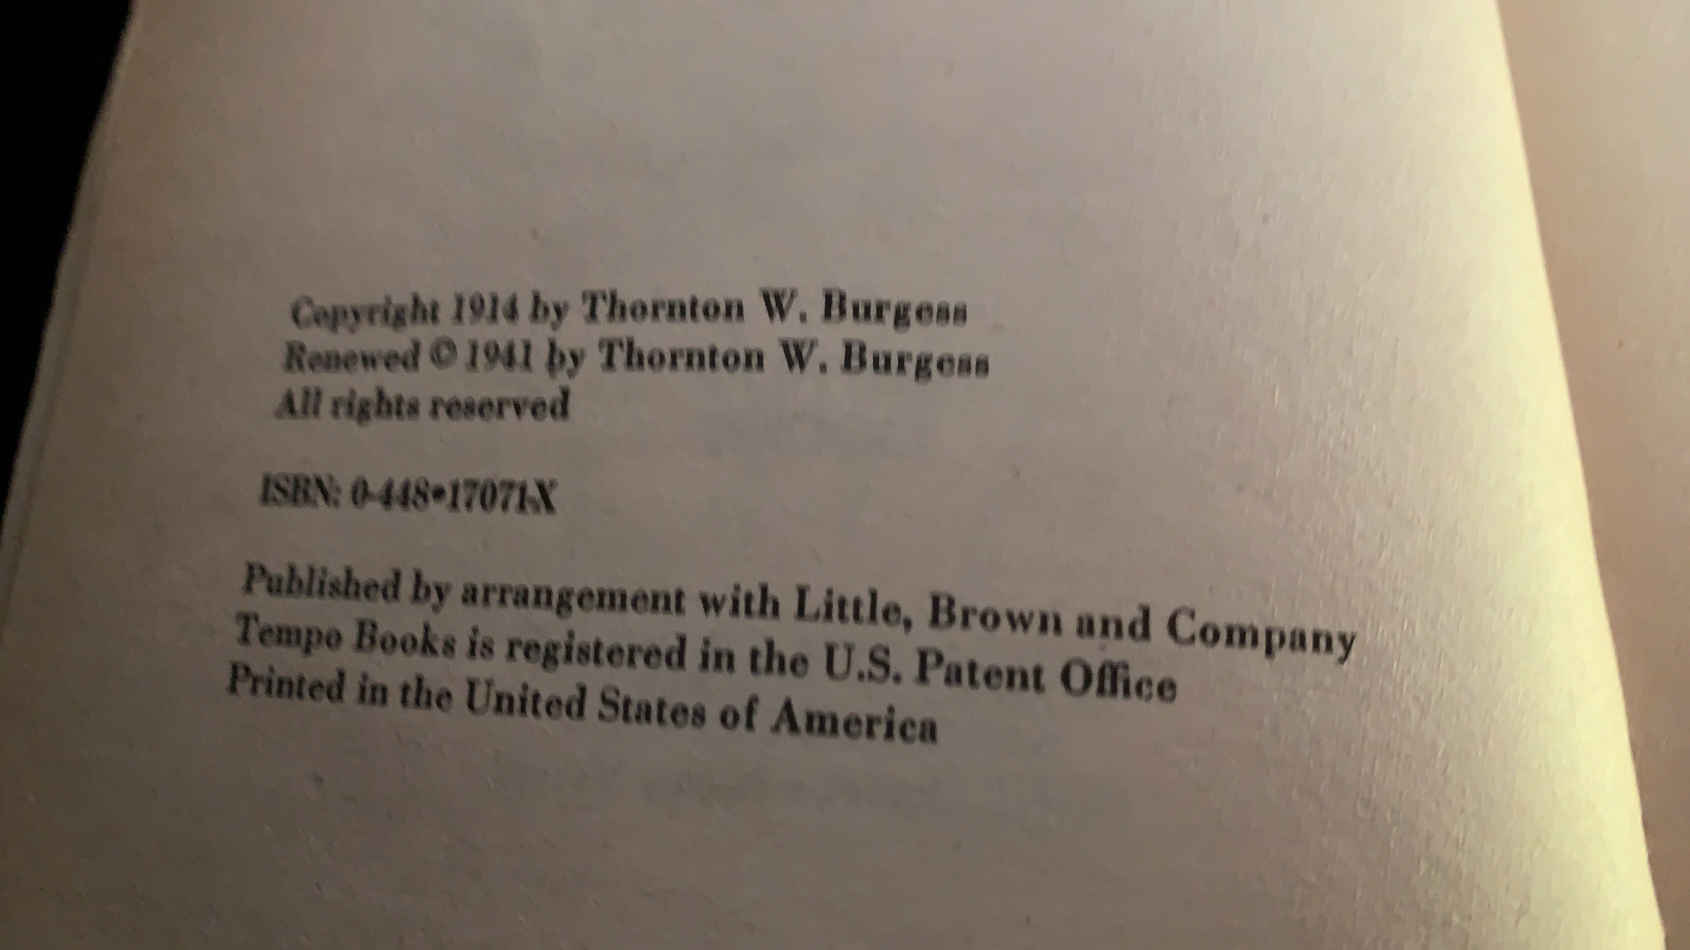 Copyright 1914 by Thornton W. Burgess
Renewed © 1941 by Thornton W. Burgess
All rights reserved
ISBN: 0-448-17071-X
Published by arrangement with Little, Brown and Company
Tempo Books is registered in the U.S. Patent Office
Printed in the United States of America